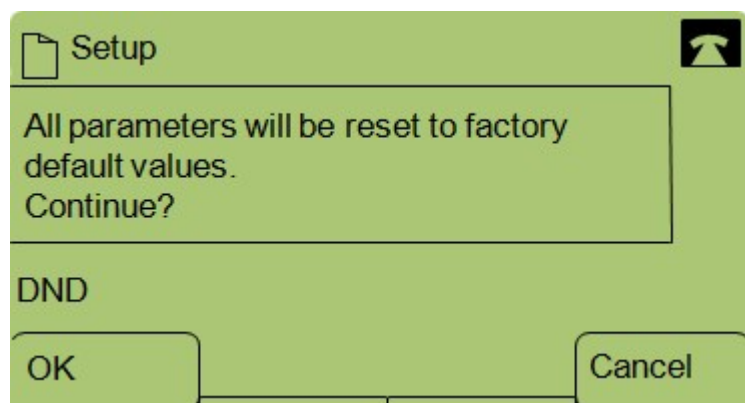 Setup
All parameters will be reset to factory
default values.
Continue?
DND
OK
Cancel